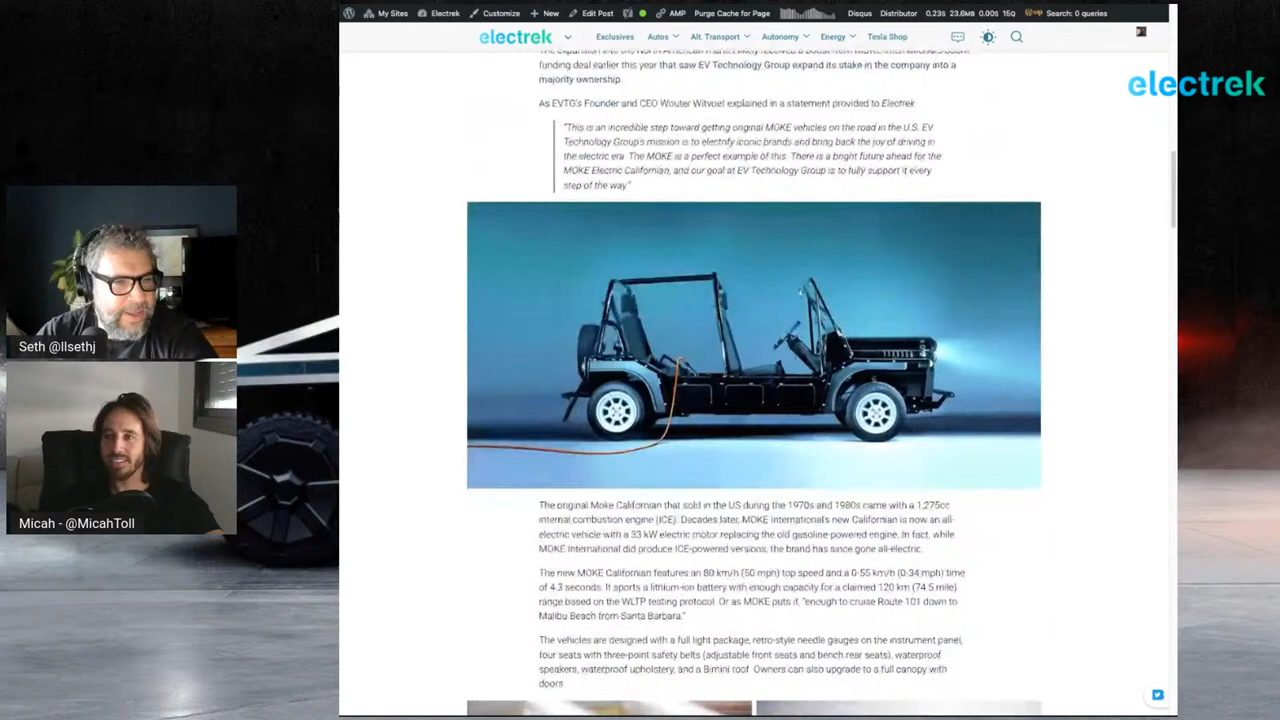 My Sites Electrek Customize New Edit Post AMP Purge Cache for Page Disqus Distributor 0.23s 23.6MB 0.00s 15Q vip Search: 0 queries
electrek Exclusives Autos Alt. Transport Autonomy Energy Tesla Shop
funding deal earlier this year that saw EV Technology Group expand its stake in the company into a
majority ownership.
electrek
As EVTG's Founder and CEO Wouter Witvoet explained in a statement provided to Electrek
"This is an incredible step toward getting original MOKE vehicles on the road in the U.S. EV
Technology Group's mission is to electrify iconic brands and bring back the joy of driving in
the electric era. The MOKE is a perfect example of this. There is a bright future ahead for the
MOKE Electric Californian, and our goal at EV Technology Group is to fully support it every
step of the way."
Seth @llsethj
Micah - @MicahToll
The original Moke Californian that sold in the US during the 1970s and 1980s came with a 1,275cc
internal combustion engine (ICE). Decades later, MOKE International's new Californian is now an all-
electric vehicle with a 33 kW electric motor replacing the old gasoline-powered engine. In fact, while
MOKE International did produce ICE-powered versions, the brand has since gone all-electric.
The new MOKE Californian features an 80 km/h (50 mph) top speed and a 0-55 km/h (0-34 mph) time
of 4.3 seconds. It sports a lithium-ion battery with enough capacity for a claimed 120 km (74.5 mile)
range based on the WLTP testing protocol. Or as MOKE puts it, "enough to cruise Route 101 down to
Malibu Beach from Santa Barbara."
The vehicles are designed with a full light package, retro-style needle gauges on the instrument panel,
four seats with three-point safety belts (adjustable front seats and bench rear seats), waterproof
speakers, waterproof upholstery, and a Bimini roof. Owners can also upgrade to a full canopy with
doors